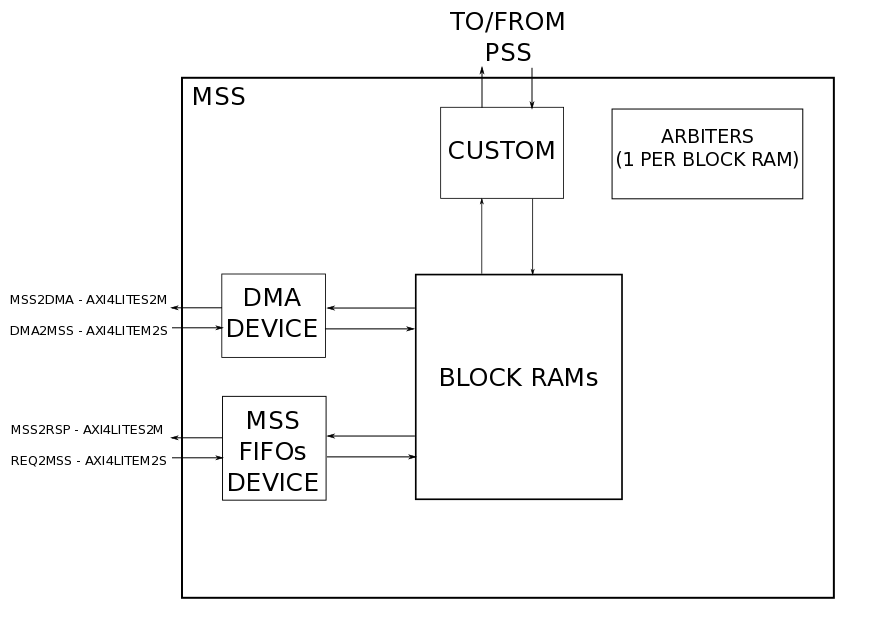 TO/FROM
PSS
MSS
CUSTOM
ARBITERS
(1 PER BLOCK RAM)
MSS2DMA - AXI4LITES2M
DMA2MSS - AXI4LITEM2S
DMA
DEVICE
BLOCK RAMs
MSS2RSP - AXI4LITES2M
REQ2MSS - AXI4LITEM2S
MSS
FIFOs
DEVICE